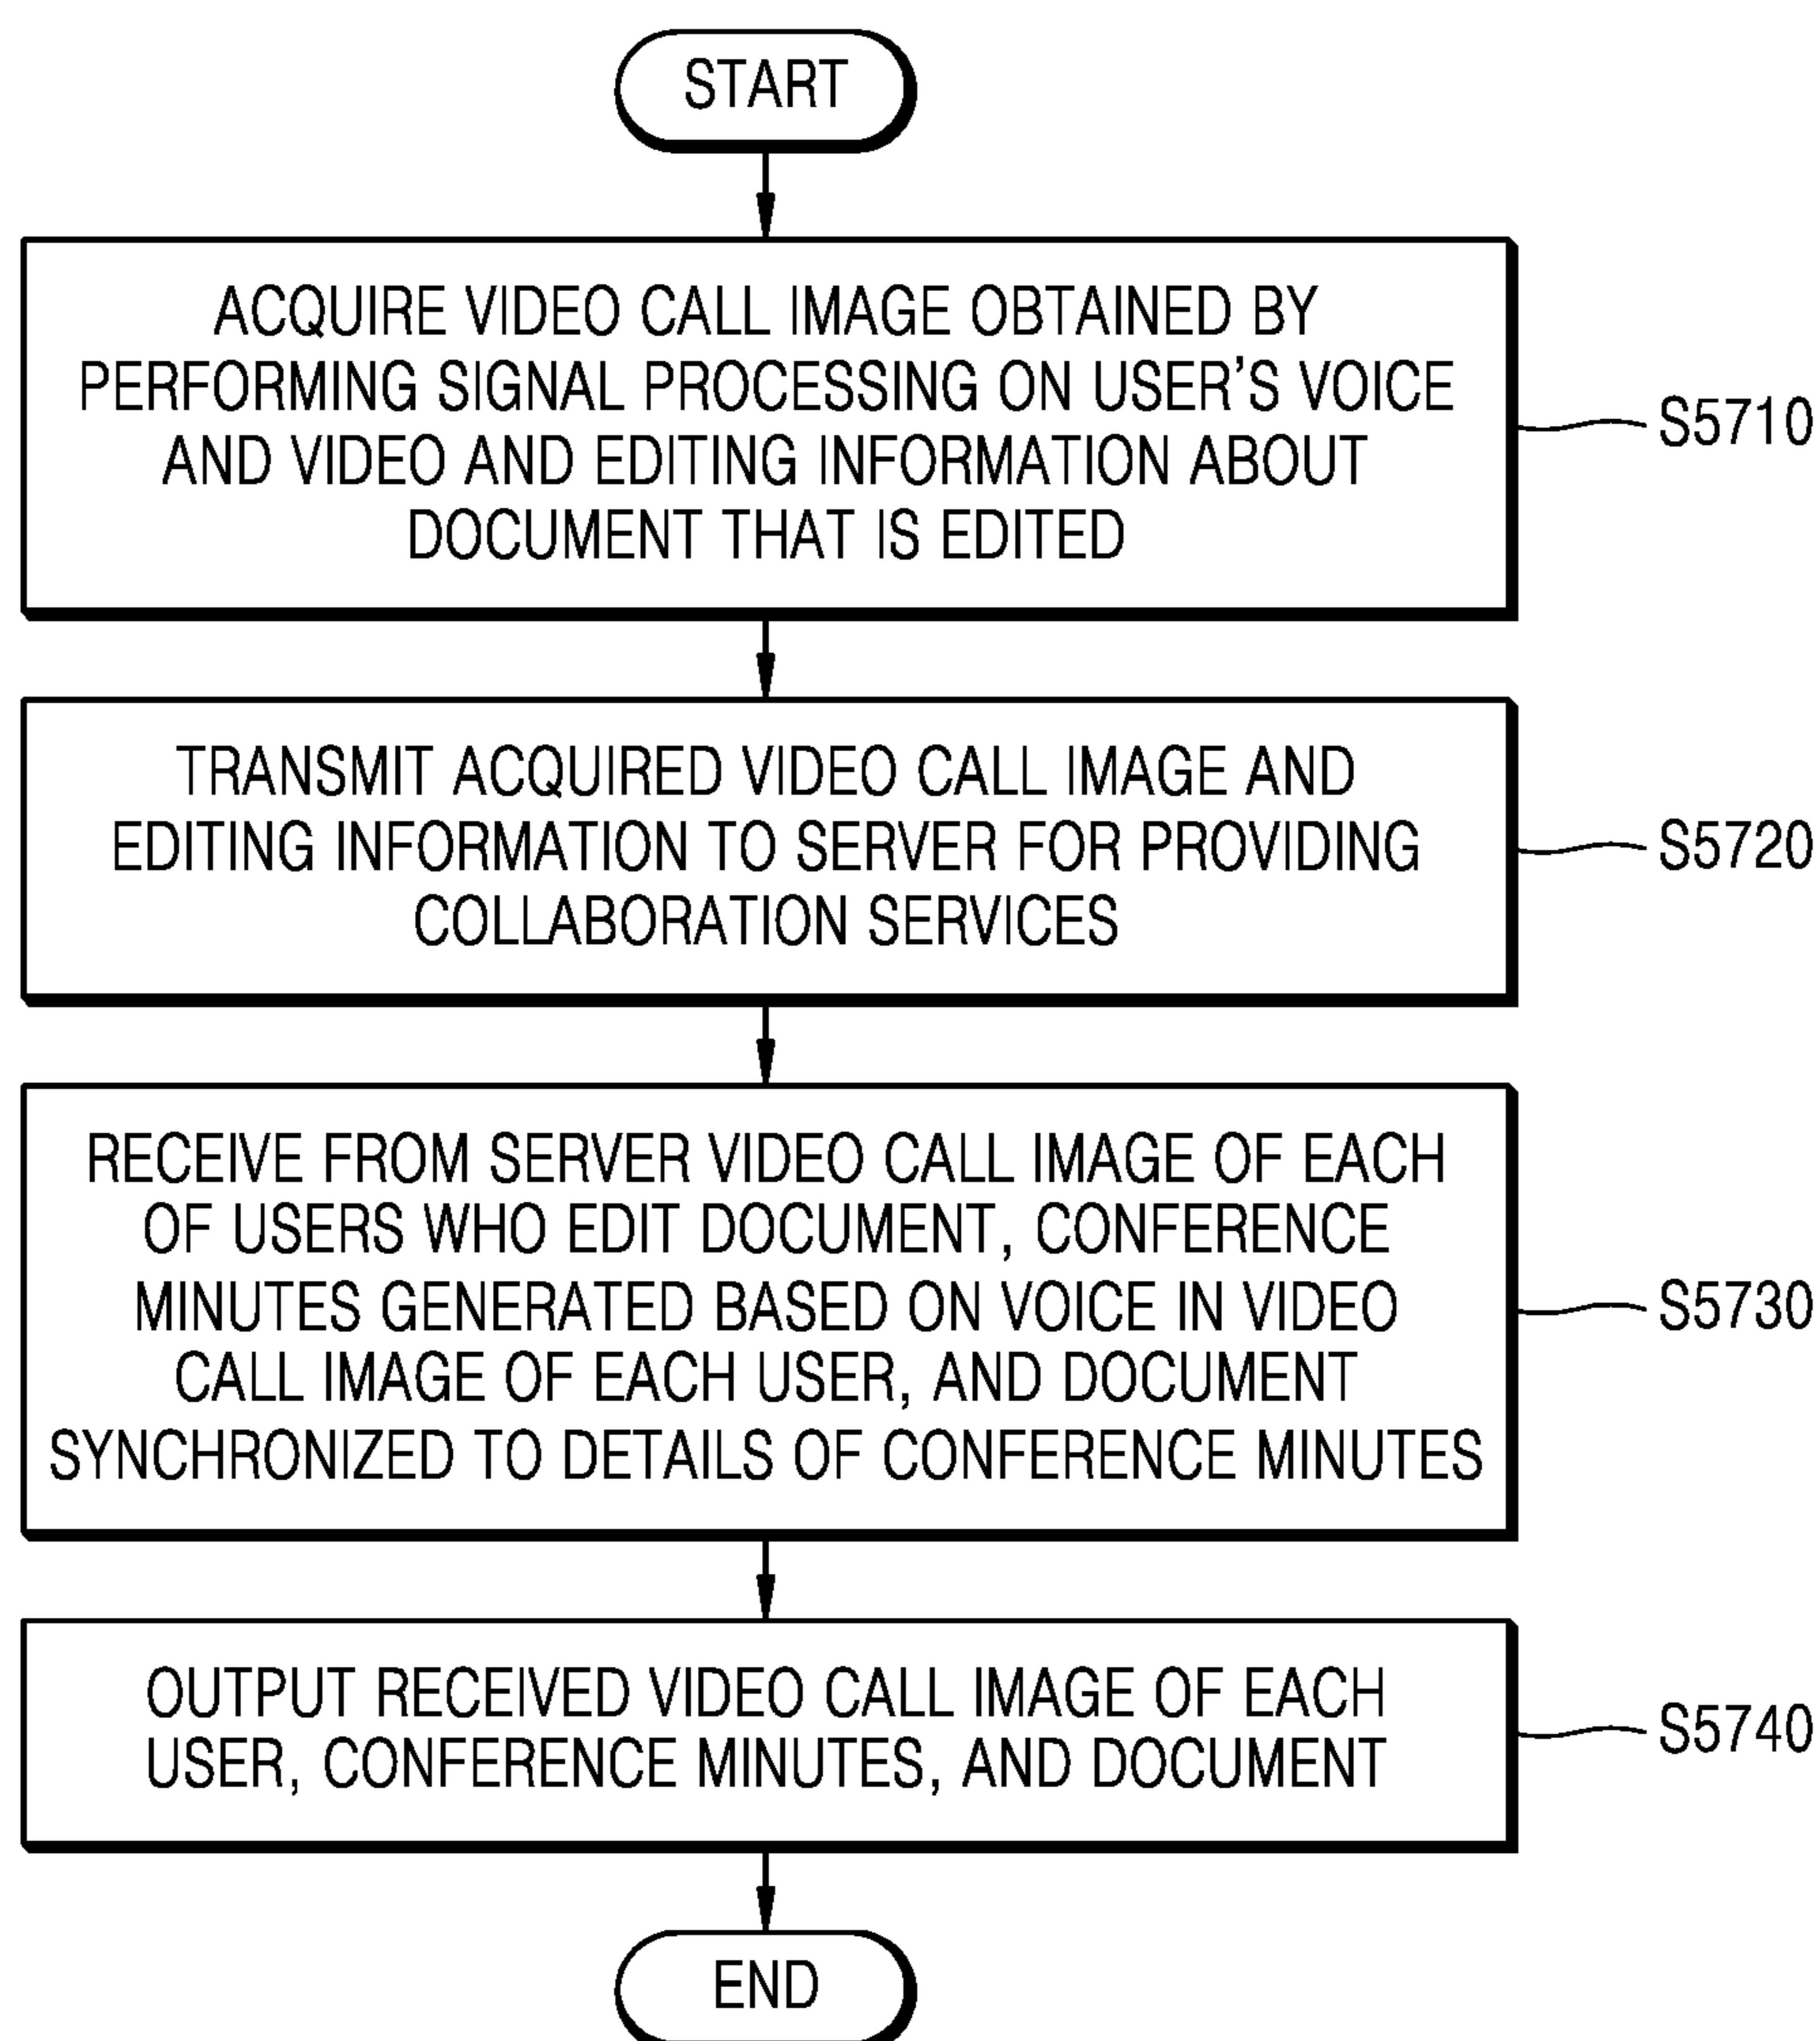 START
ACQUIRE VIDEO CALL IMAGE OBTAINED BY
PERFORMING SIGNAL PROCESSING ON USER'S VOICE
AND VIDEO AND EDITING INFORMATION ABOUT
DOCUMENT THAT IS EDITED
S5710
TRANSMIT ACQUIRED VIDEO CALL IMAGE AND
EDITING INFORMATION TO SERVER FOR PROVIDING
COLLABORATION SERVICES
S5720
RECEIVE FROM SERVER VIDEO CALL IMAGE OF EACH
OF USERS WHO EDIT DOCUMENT, CONFERENCE
MINUTES GENERATED BASED ON VOICE IN VIDEO
CALL IMAGE OF EACH USER, AND DOCUMENT
SYNCHRONIZED TO DETAILS OF CONFERENCE MINUTES
S5730
OUTPUT RECEIVED VIDEO CALL IMAGE OF EACH
USER, CONFERENCE MINUTES, AND DOCUMENT
S5740
END